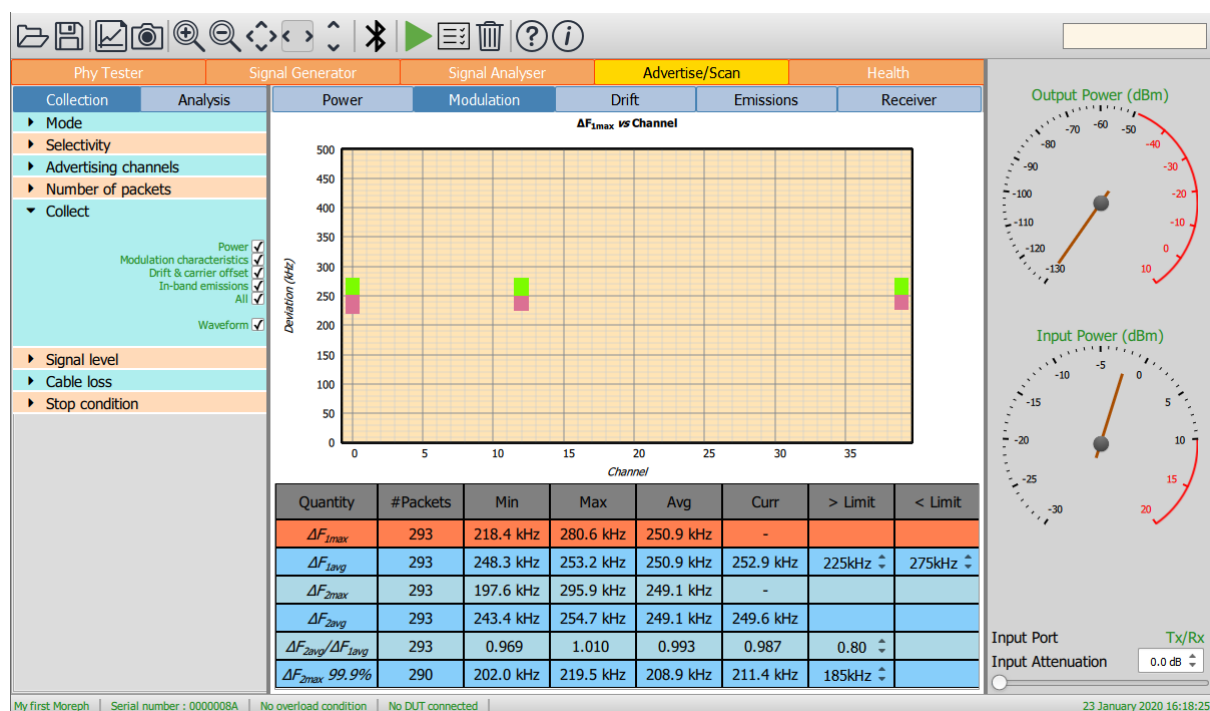 Phy Tester Signal Generator Signal Analyser Advertise/Scan Health
Collection Analysis
Power Modulation Drift Emissions Receiver
Mode
Selectivity
Advertising channels
Number of packets
Collect
Power
Modulation characteristics
Drift & carrier offset
In-band emissions
All
Waveform
Signal level
Cable loss
Stop condition
ΔF1max vs Channel
Deviation (kHz)
500
450
400
350
300
250
200
150
100
50
0
0 5 10 15 20 25 30 35
Channel
Quantity #Packets Min Max Avg Curr > Limit < Limit
ΔF1max 293 218.4 kHz 280.6 kHz 250.9 kHz -
ΔF1avg 293 248.3 kHz 253.2 kHz 250.9 kHz 252.9 kHz 225kHz 275kHz
ΔF2max 293 197.6 kHz 295.9 kHz 249.1 kHz -
ΔF2avg 293 243.4 kHz 254.7 kHz 249.1 kHz 249.6 kHz
ΔF2avg/ΔF1avg 293 0.969 1.010 0.993 0.987 0.80
ΔF2max 99.9% 290 202.0 kHz 219.5 kHz 208.9 kHz 211.4 kHz 185kHz
Output Power (dBm)
-130 -120 -110 -100 -90 -80 -70 -60 -50 -40 -30 -20 -10 0 10
Input Power (dBm)
-30 -25 -20 -15 -10 -5 0 5 10 15 20
Input Port Tx/Rx
Input Attenuation 0.0 dB
My first Moreph Serial number : 0000008A No overload condition No DUT connected 23 January 2020 16:18:25